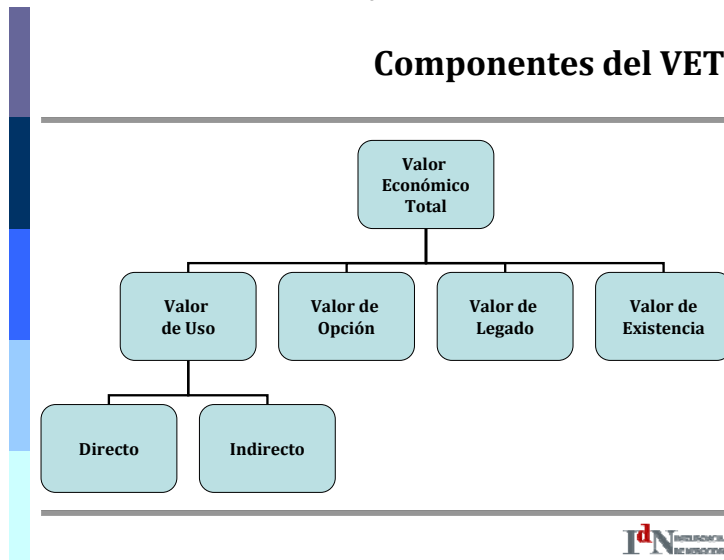 Componentes del VET
Valor
Económico
Total
Valor
de Uso
Valor de
Opción
Valor de
Legado
Valor de
Existencia
Directo
Indirecto
IdN